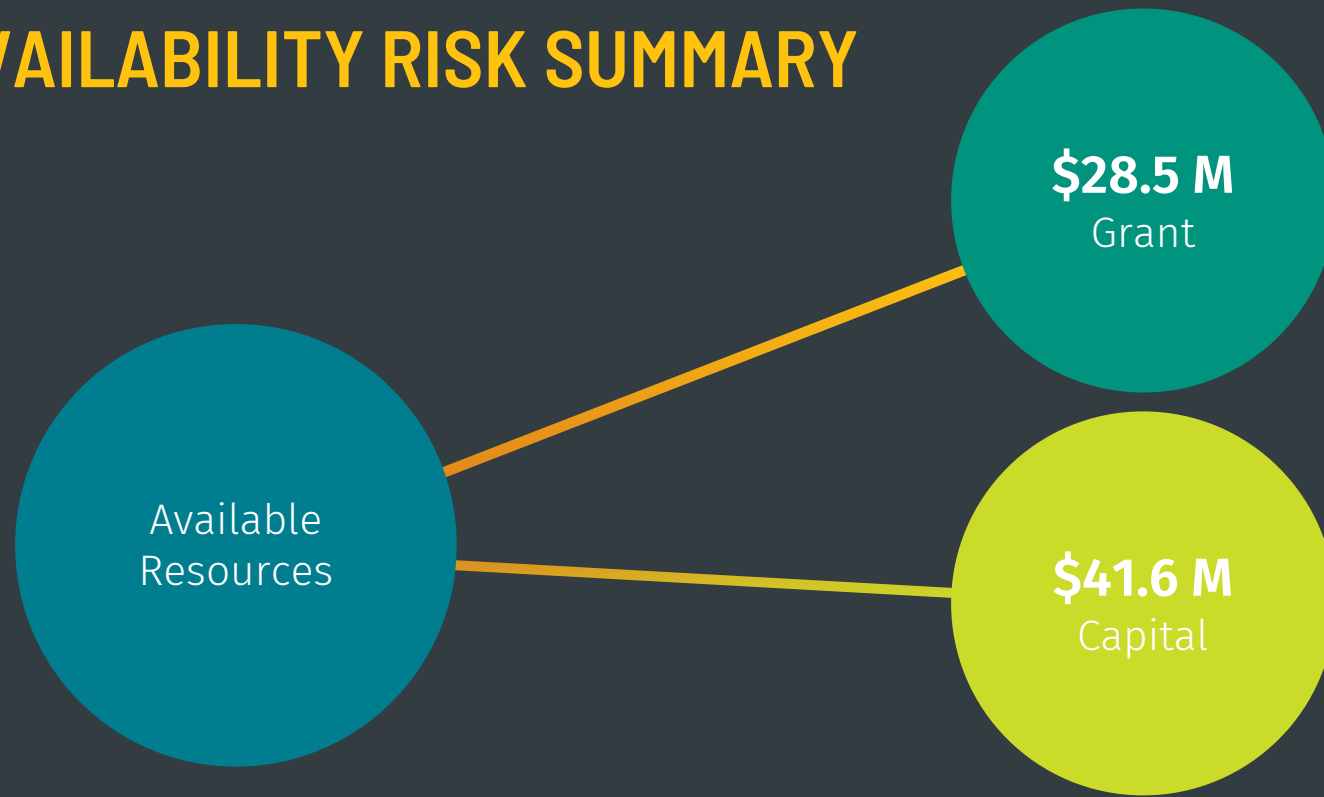 VAILABILITY RISK SUMMARY
$28.5 M
Grant
Available
Resources
$41.6 M
Capital